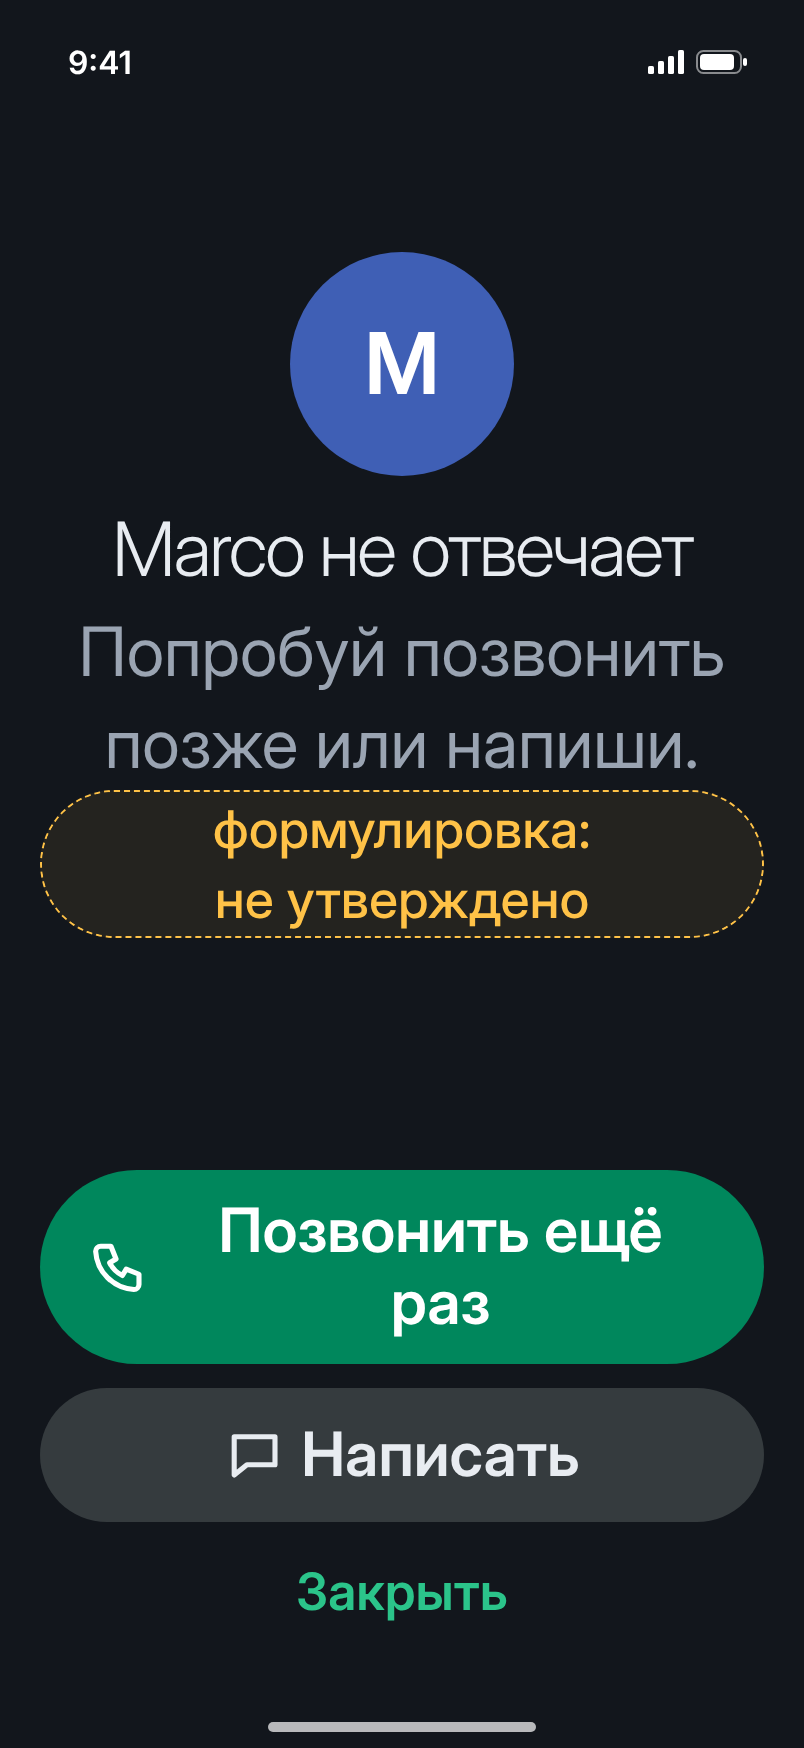 9:41
M
Marco не отвечает
Попробуй позвонить
позже или напиши.
формулировка:
не утверждено
Позвонить ещё
раз
Написать
Закрыть